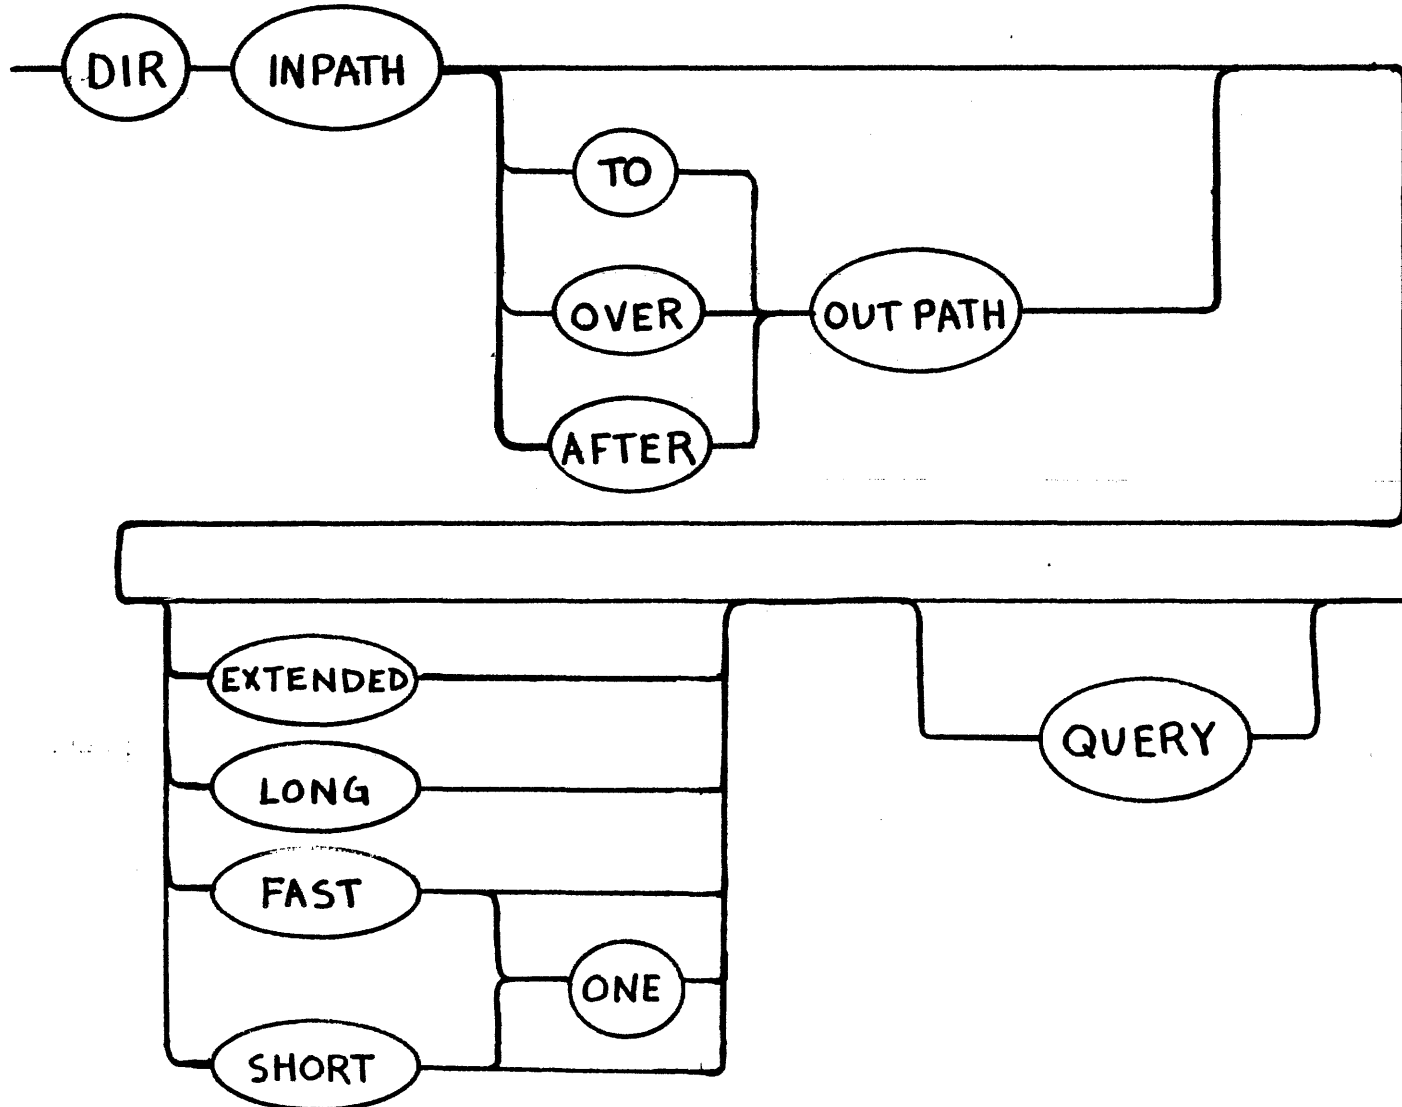 DIR INPATH
TO
OVER OUT PATH
AFTER
EXTENDED
QUERY
LONG
FAST
ONE
SHORT